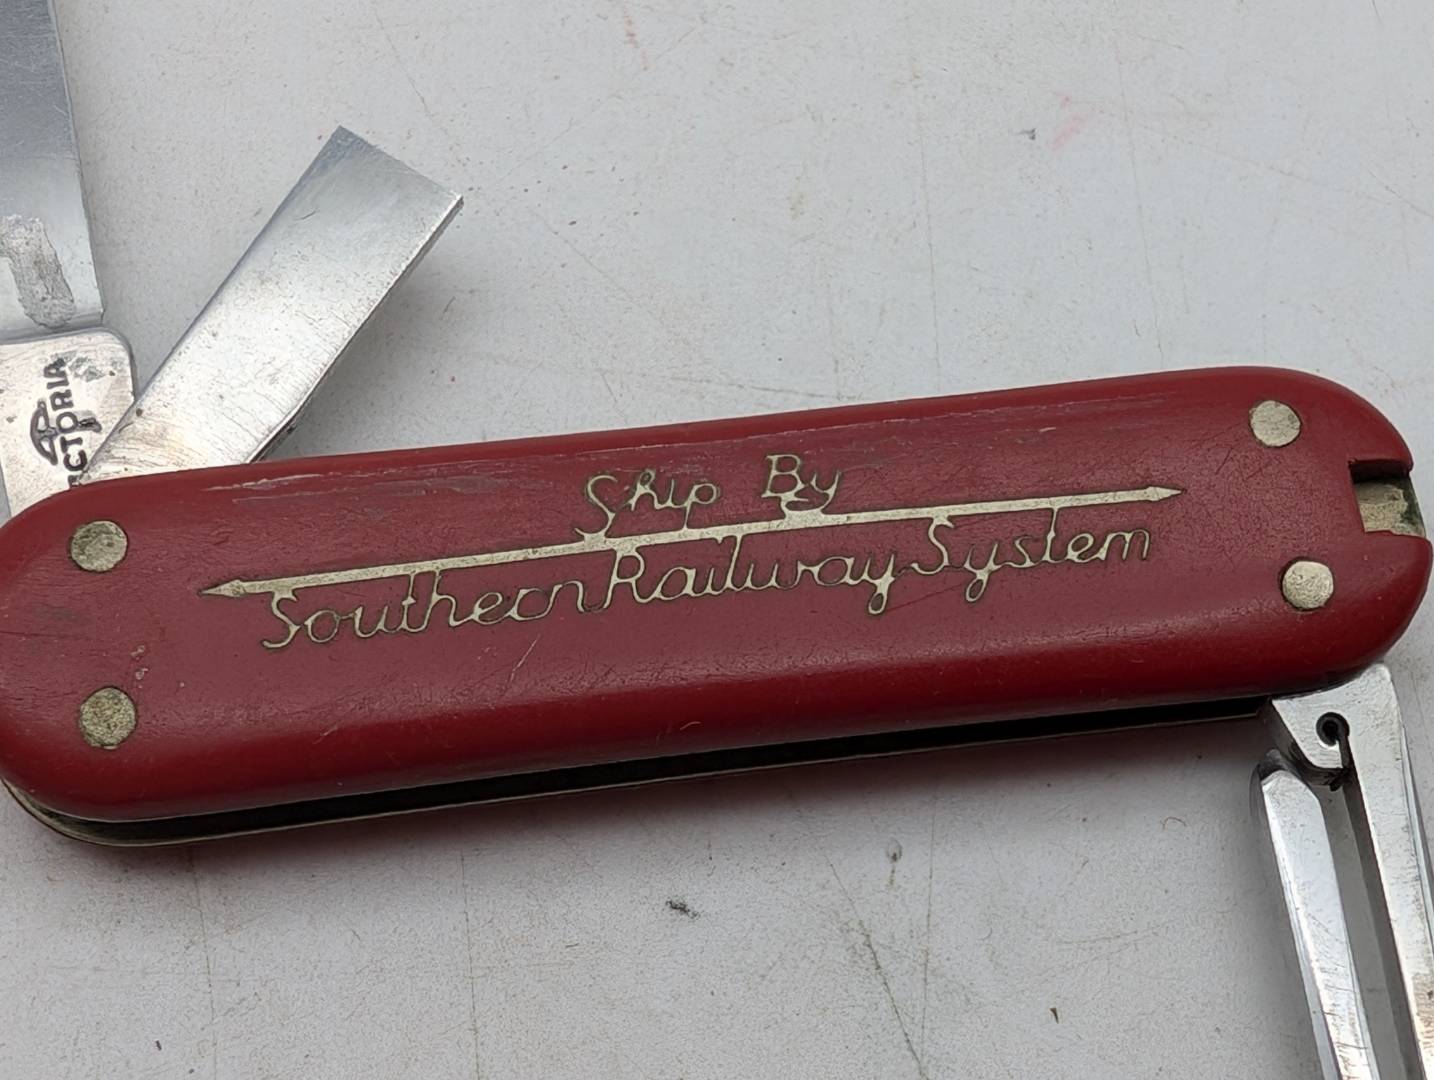 Ship By
Southern Railway System
VICTORIA